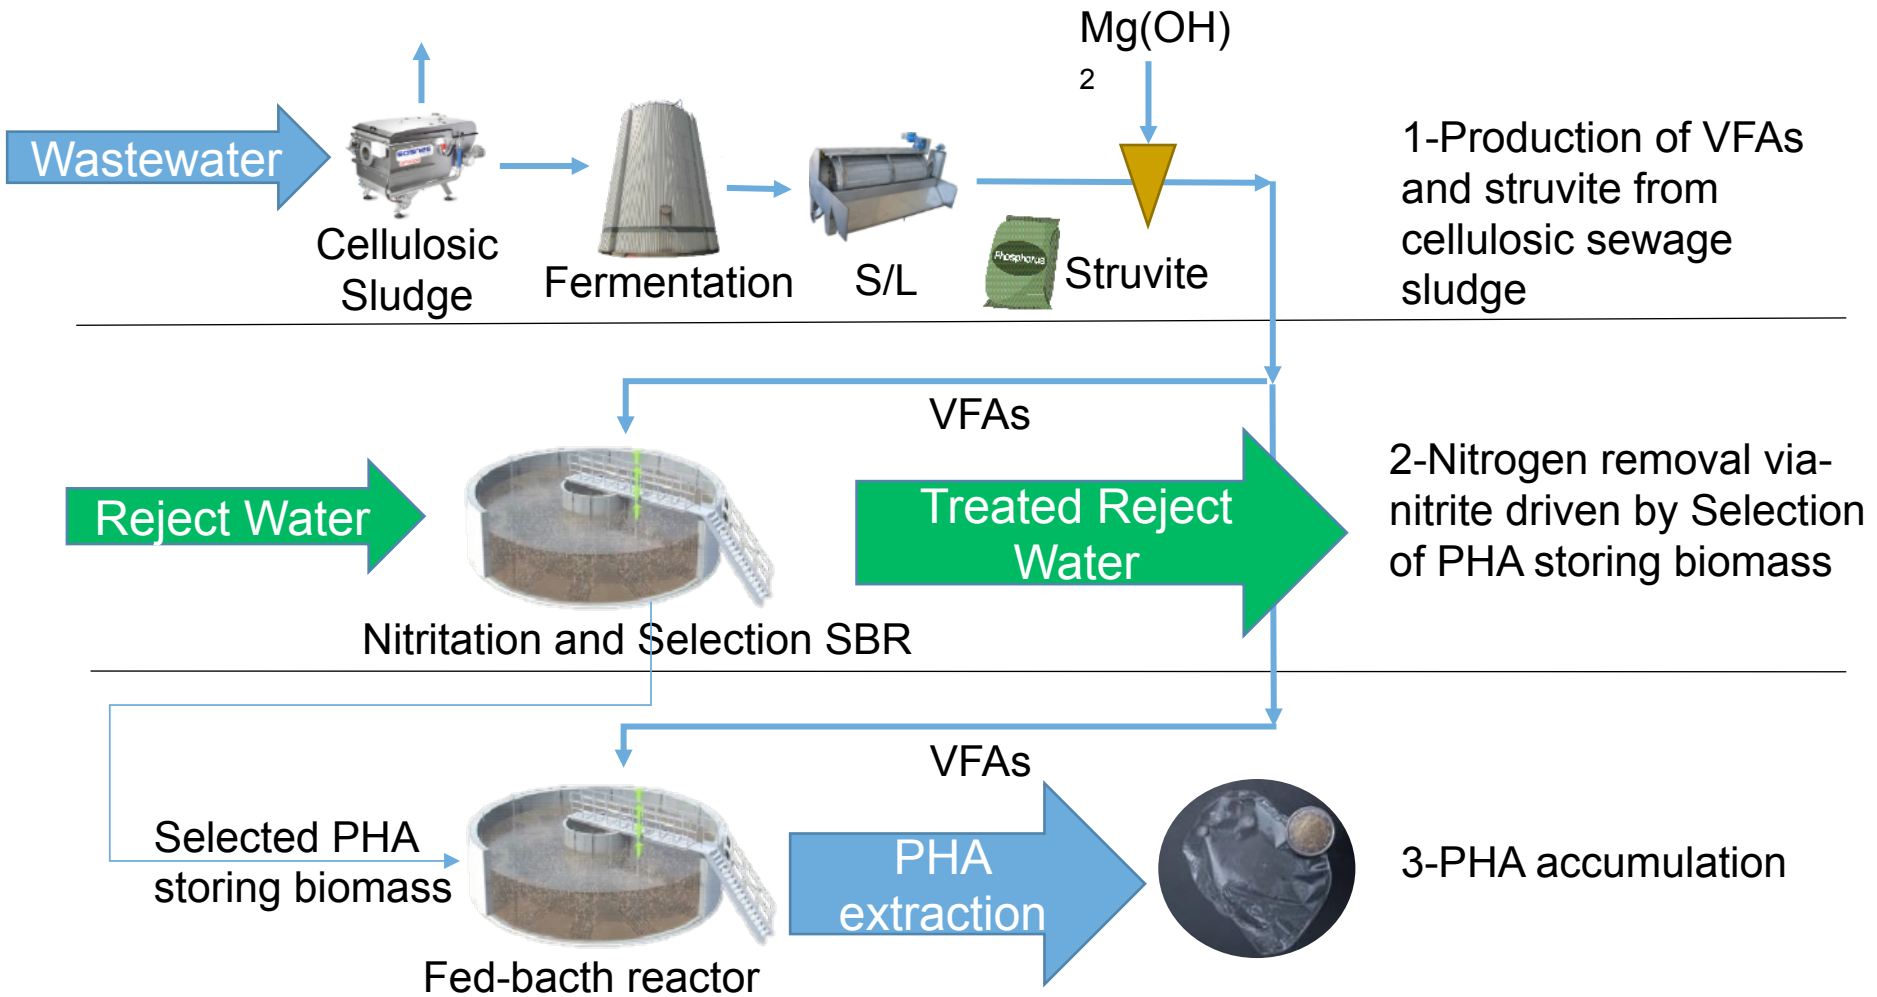 Mg(OH)
2
Wastewater
Cellulosic
Sludge
Fermentation
S/L
Phosphorus
Struvite
1-Production of VFAs
and struvite from
cellulosic sewage
sludge
VFAs
Reject Water
Treated Reject
Water
Nitritation and Selection SBR
2-Nitrogen removal via-
nitrite driven by Selection
of PHA storing biomass
VFAs
Selected PHA
storing biomass
PHA
extraction
Fed-bacth reactor
3-PHA accumulation